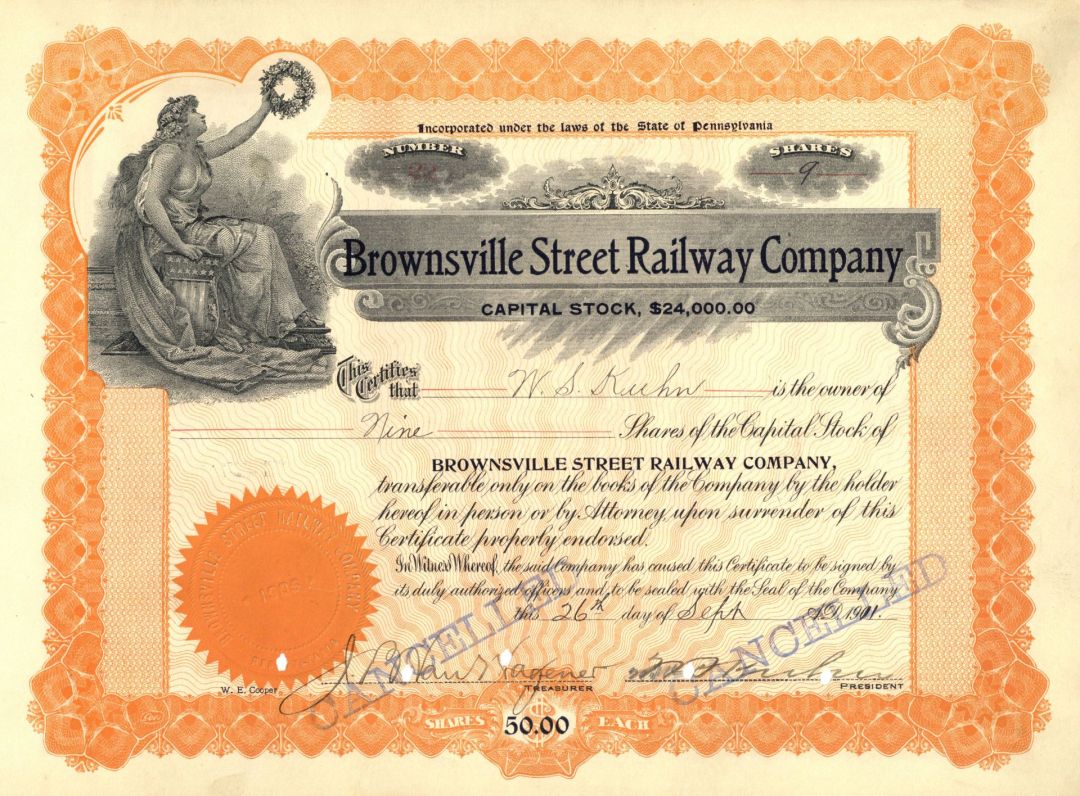 Incorporated under the laws of the State of Pennsylvania
NUMBER
SHARES
9
Brownsville Street Railway Company
CAPITAL STOCK, $24,000.00
This Certifies that W. S. Kuhn is the owner of
Nine Shares of the Capital Stock of
BROWNSVILLE STREET RAILWAY COMPANY,
transferable only on the books of the Company by the holder
hereof in person or by Attorney upon surrender of this
Certificate properly endorsed.
In Witness Whereof, the said Company has caused this Certificate to be signed by
its duly authorized officers and to be sealed with the Seal of the Company
this 26th day of Sept A.D. 1911.
CANCELLED
CANCELLED
BROWNSVILLE STREET RAILWAY COMPANY
W. E. Cooper
TREASURER
PRESIDENT
SHARES 50.00 EACH